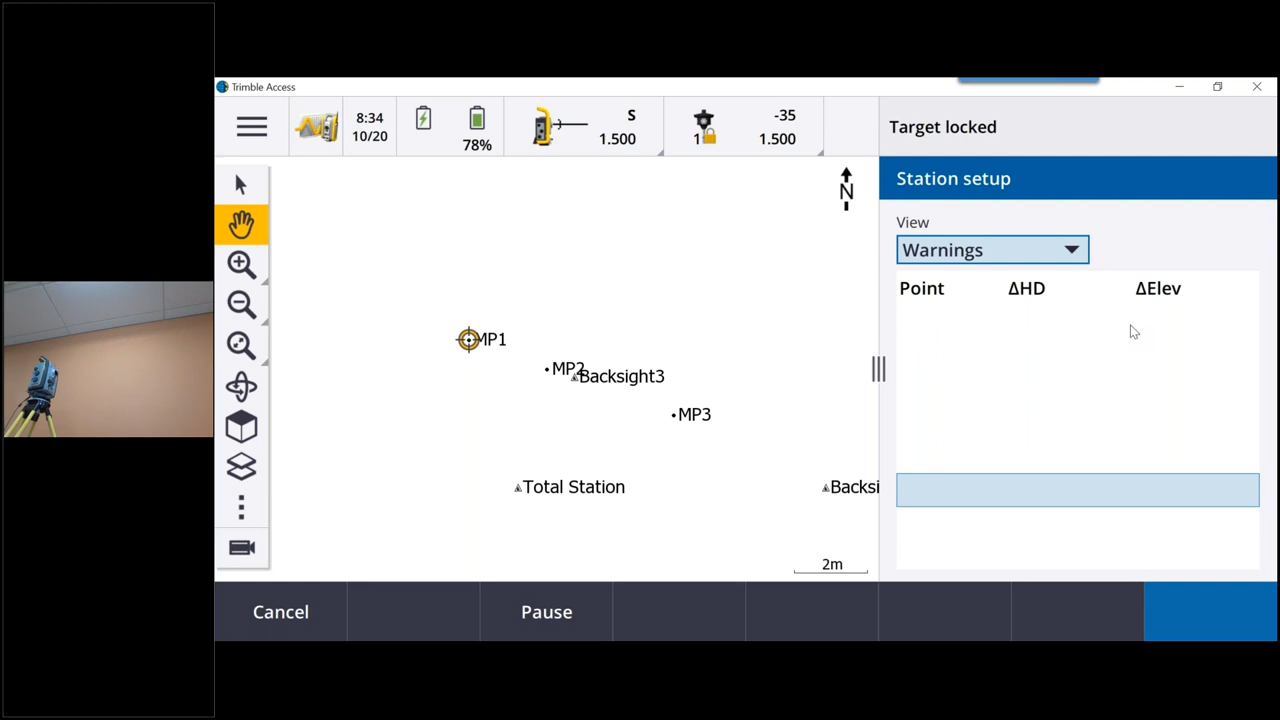 Trimble Access
8:34
10/20
78%
S
1.500
-35
1
1.500
Target locked
Station setup
View
Warnings
Point ΔHD ΔElev
N
MP1
MP2
Backsight3
MP3
Total Station
Backsi
2m
Cancel
Pause